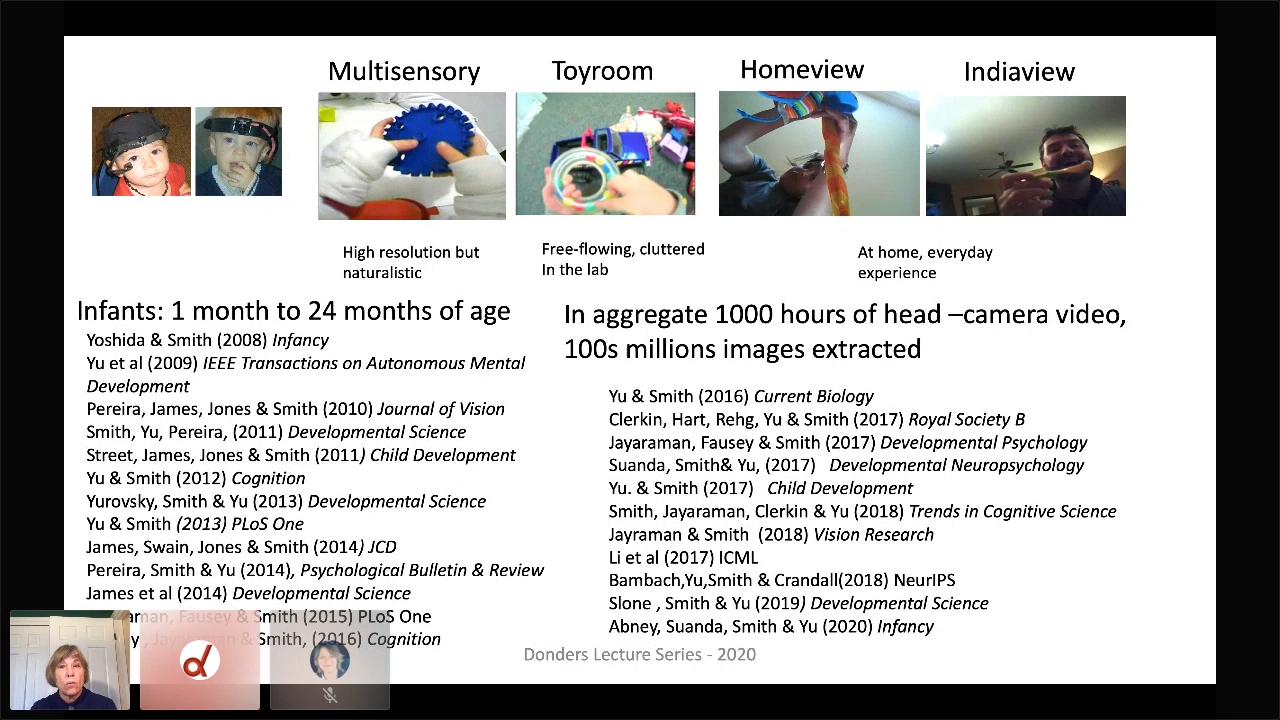 Multisensory
Toyroom
Homeview
Indiaview
High resolution but
naturalistic
Free-flowing, cluttered
In the lab
At home, everyday
experience
Infants: 1 month to 24 months of age
Yoshida & Smith (2008) Infancy
Yu et al (2009) IEEE Transactions on Autonomous Mental
Development
Pereira, James, Jones & Smith (2010) Journal of Vision
Smith, Yu, Pereira, (2011) Developmental Science
Street, James, Jones & Smith (2011) Child Development
Yu & Smith (2012) Cognition
Yurovsky, Smith & Yu (2013) Developmental Science
Yu & Smith (2013) PLoS One
James, Swain, Jones & Smith (2014) JCD
Pereira, Smith & Yu (2014), Psychological Bulletin & Review
James et al (2014) Developmental Science
Fausey & Smith (2015) PLoS One
& Smith, (2016) Cognition
In aggregate 1000 hours of head –camera video,
100s millions images extracted
Yu & Smith (2016) Current Biology
Clerkin, Hart, Rehg, Yu & Smith (2017) Royal Society B
Jayaraman, Fausey & Smith (2017) Developmental Psychology
Suanda, Smith& Yu, (2017) Developmental Neuropsychology
Yu. & Smith (2017) Child Development
Smith, Jayaraman, Clerkin & Yu (2018) Trends in Cognitive Science
Jayraman & Smith (2018) Vision Research
Li et al (2017) ICML
Bambach,Yu,Smith & Crandall(2018) NeurIPS
Slone , Smith & Yu (2019) Developmental Science
Abney, Suanda, Smith & Yu (2020) Infancy
Donders Lecture Series - 2020